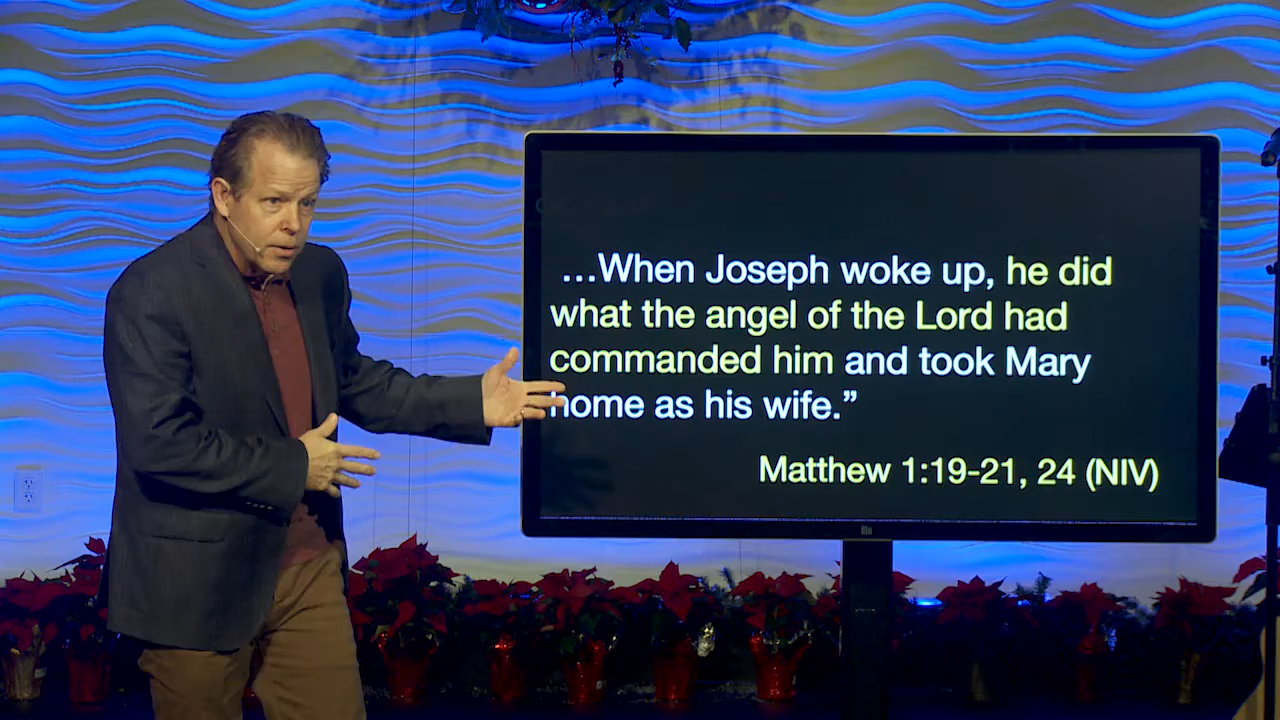 …When Joseph woke up, he did
what the angel of the Lord had
commanded him and took Mary
home as his wife.”
Matthew 1:19-21, 24 (NIV)